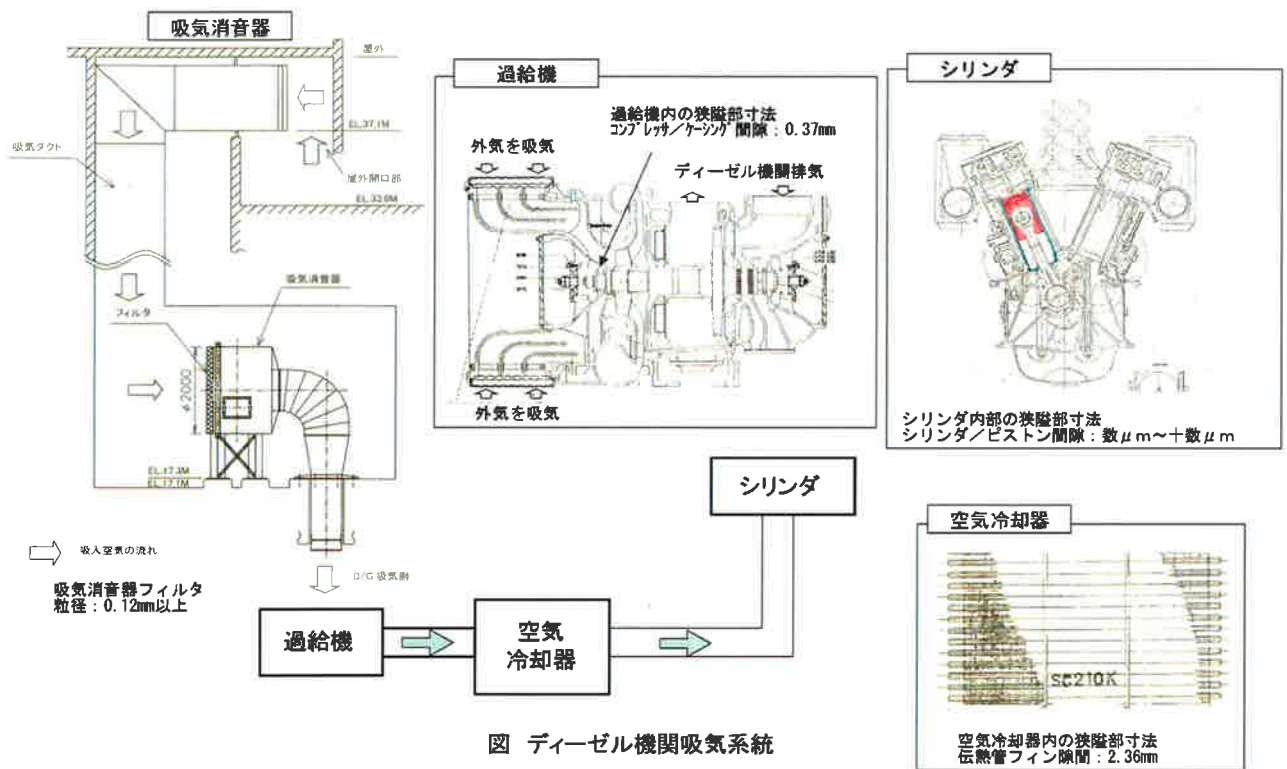 吸気消音器
屋外
EL.37.1M
吸気ダクト
屋外開口部
吸気消音器
フィルタ
φ2000
EL.17.1M
吸入空気の流れ
吸気消音器フィルタ
粒径：0.12mm以上
D/G 吸気側
過給機
過給機内の狭隘部寸法
コンプレッサ／ケーシング間隙：0.37mm
外気を吸気
ディーゼル機関排気
外気を吸気
シリンダ
シリンダ内部の狭隘部寸法
シリンダ／ピストン間隙：数μm～十数μm
シリンダ
過給機
空気
冷却器
空気冷却器
SC210K
空気冷却器内の狭隘部寸法
伝熱管フィン隙間：2.36mm
図 ディーゼル機関吸気系統